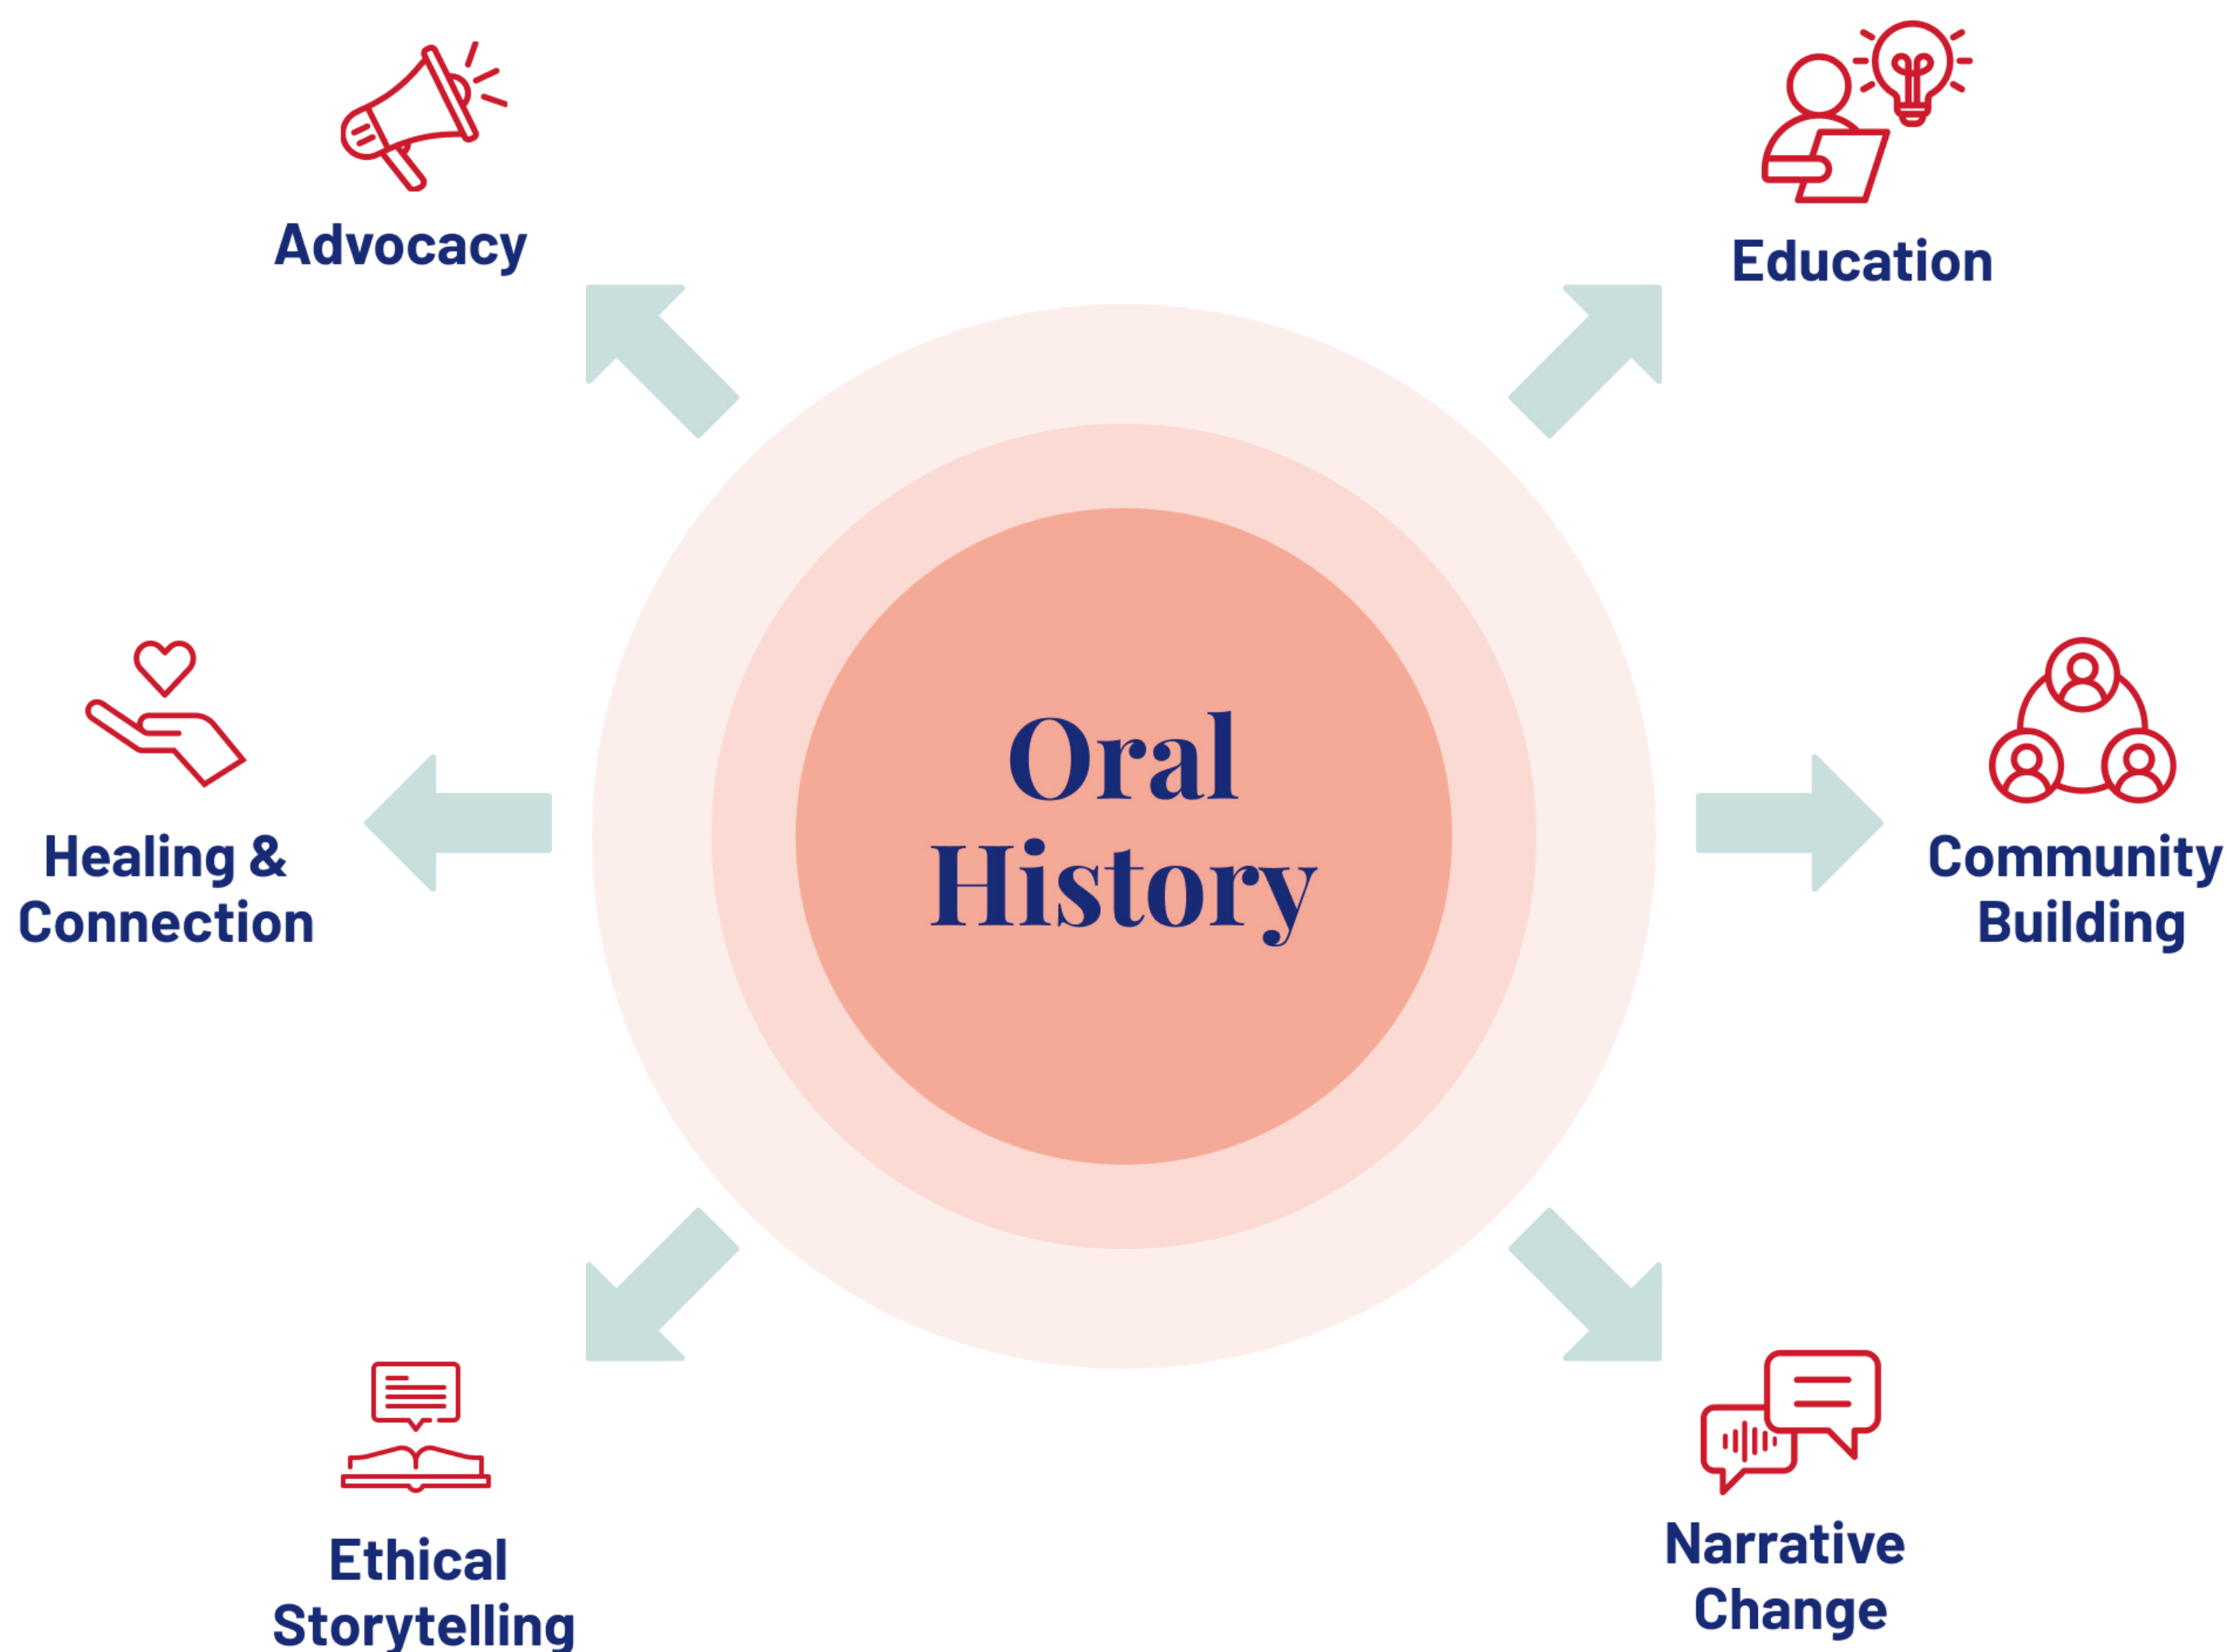 Advocacy
Education
Oral
History
Healing &
Connection
Community
Building
Ethical
Storytelling
Narrative
Change